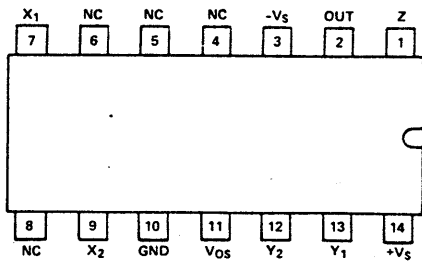 X1 NC NC NC -VS OUT Z
7 6 5 4 3 2 1
8 9 10 11 12 13 14
NC X2 GND VOS Y2 Y1 +VS